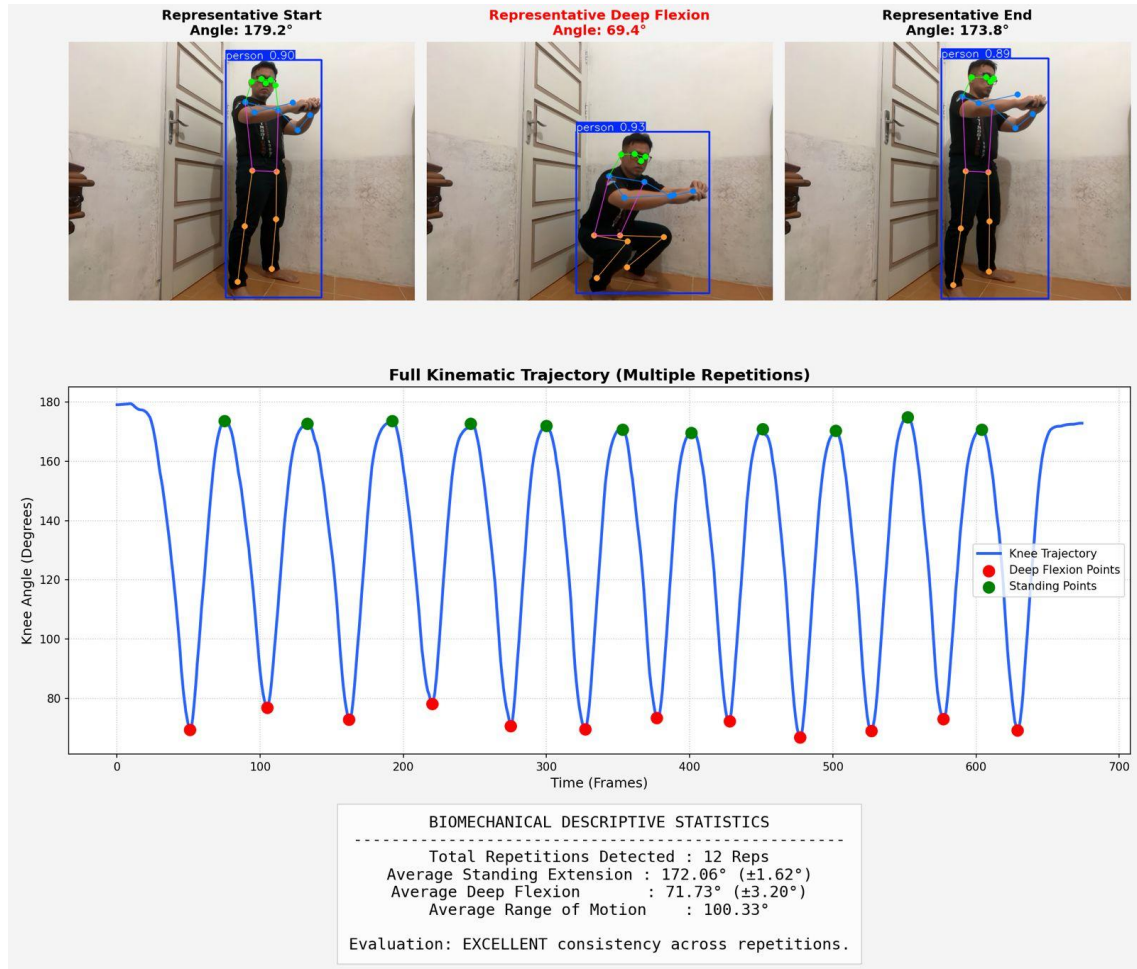 Representative Start
Angle: 179.2°
Representative Deep Flexion
Angle: 69.4°
Representative End
Angle: 173.8°
person 0.90
person 0.93
person 0.89
Full Kinematic Trajectory (Multiple Repetitions)
180
160
140
120
100
80
Knee Angle (Degrees)
Knee Trajectory
Deep Flexion Points
Standing Points
0 100 200 300 400 500 600 700
Time (Frames)
BIOMECHANICAL DESCRIPTIVE STATISTICS
----------------------------------------------------
Total Repetitions Detected : 12 Reps
Average Standing Extension : 172.06° (±1.62°)
Average Deep Flexion : 71.73° (±3.20°)
Average Range of Motion : 100.33°
Evaluation: EXCELLENT consistency across repetitions.